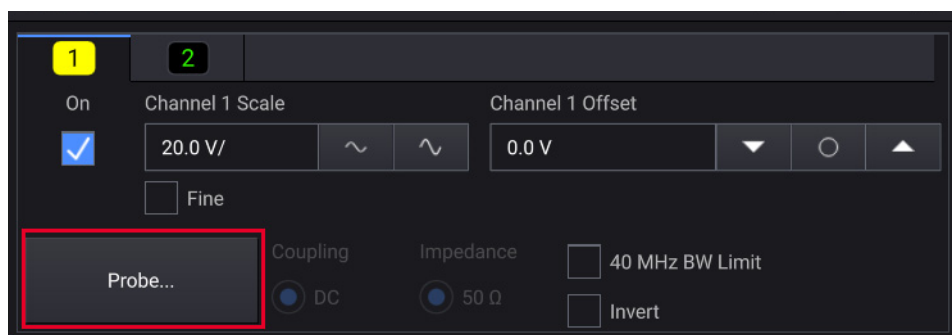 1 2
On Channel 1 Scale Channel 1 Offset
20.0 V/ 0.0 V
Fine
Coupling Impedance
Probe... DC 50 Ω 40 MHz BW Limit
Invert